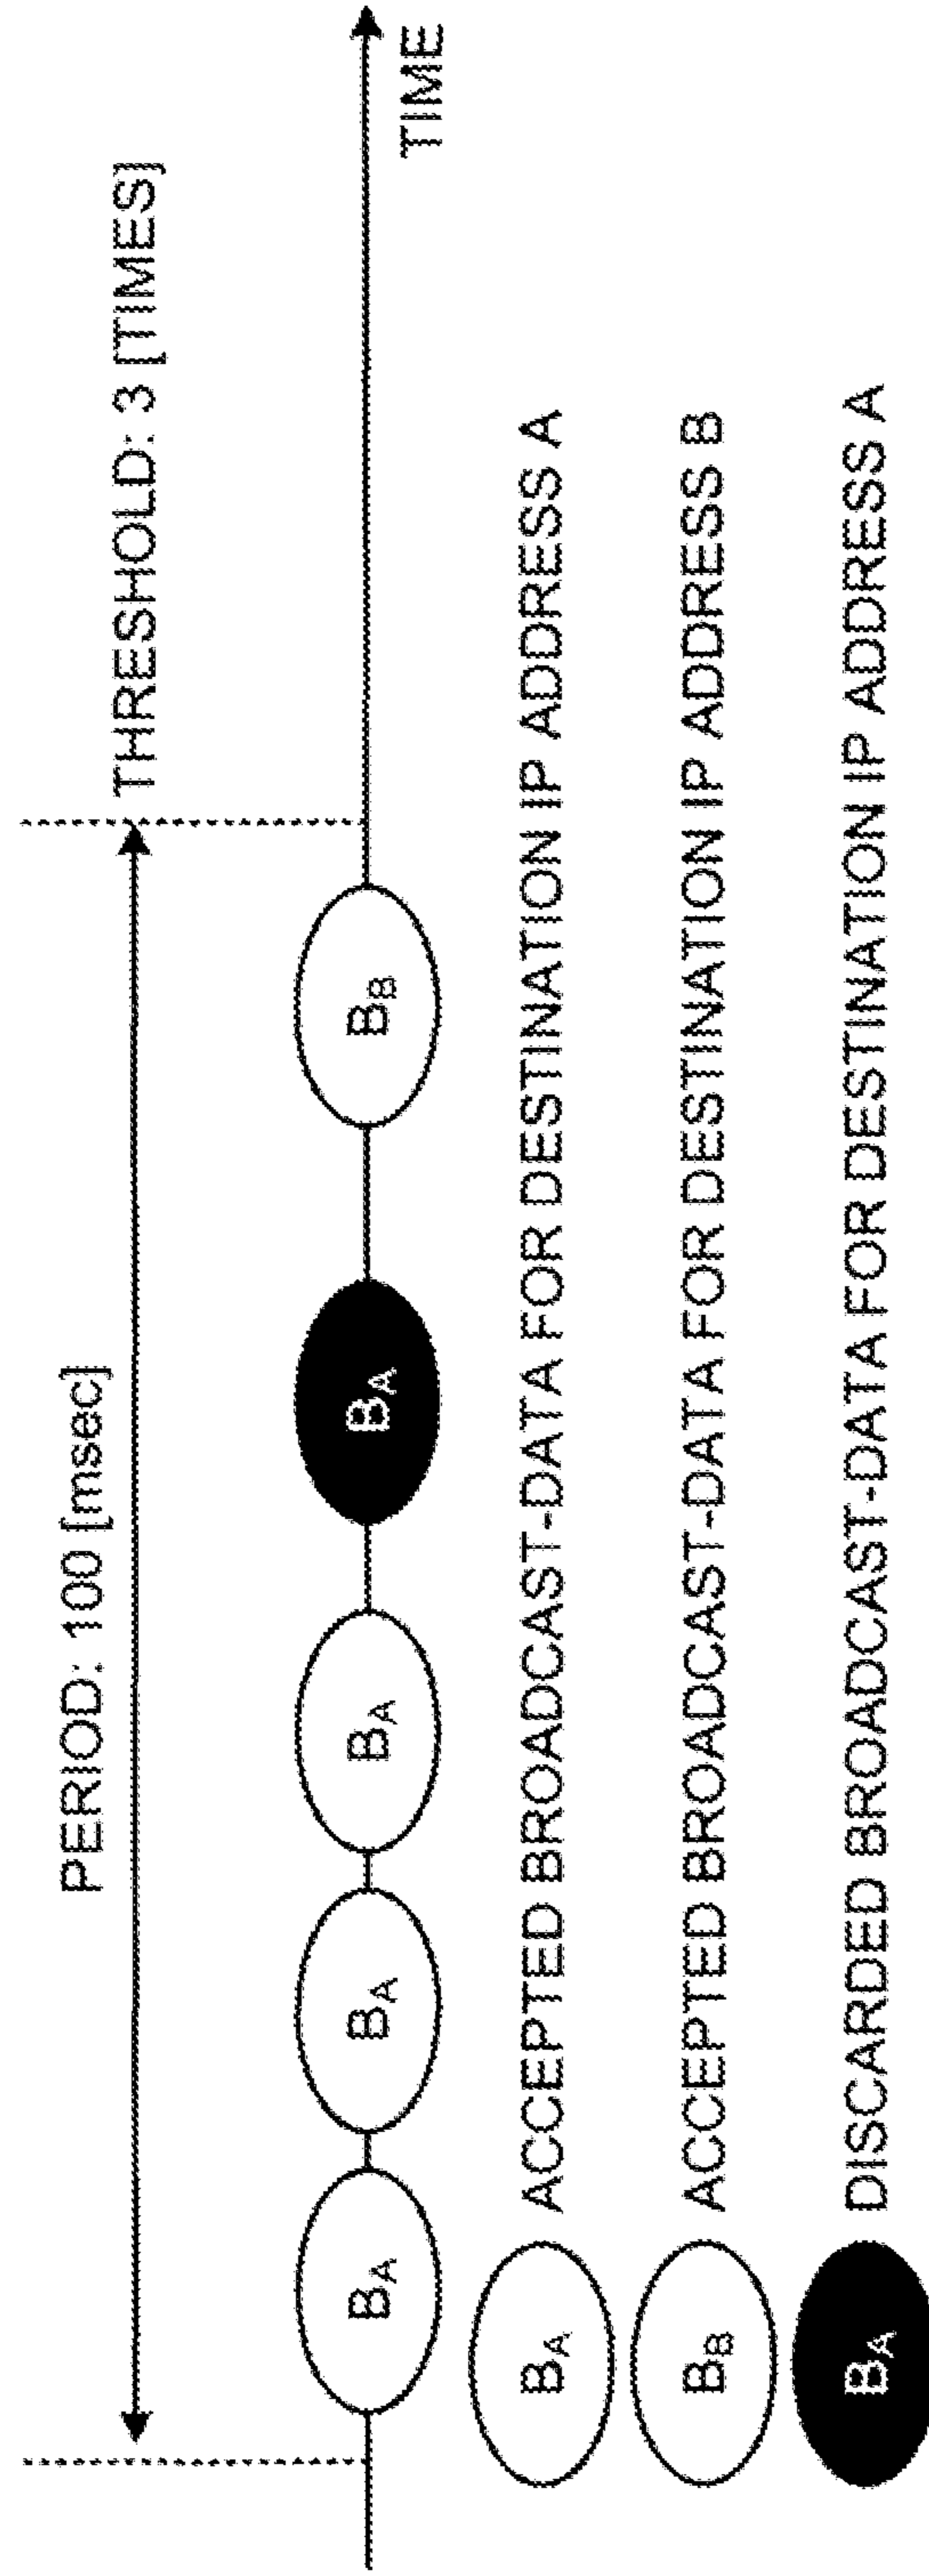 PERIOD: 100 [msec]
THRESHOLD: 3 [TIMES]
BA BA BA BA BB
TIME
BA ACCEPTED BROADCAST-DATA FOR DESTINATION IP ADDRESS A
BB ACCEPTED BROADCAST-DATA FOR DESTINATION IP ADDRESS B
BA DISCARDED BROADCAST-DATA FOR DESTINATION IP ADDRESS A